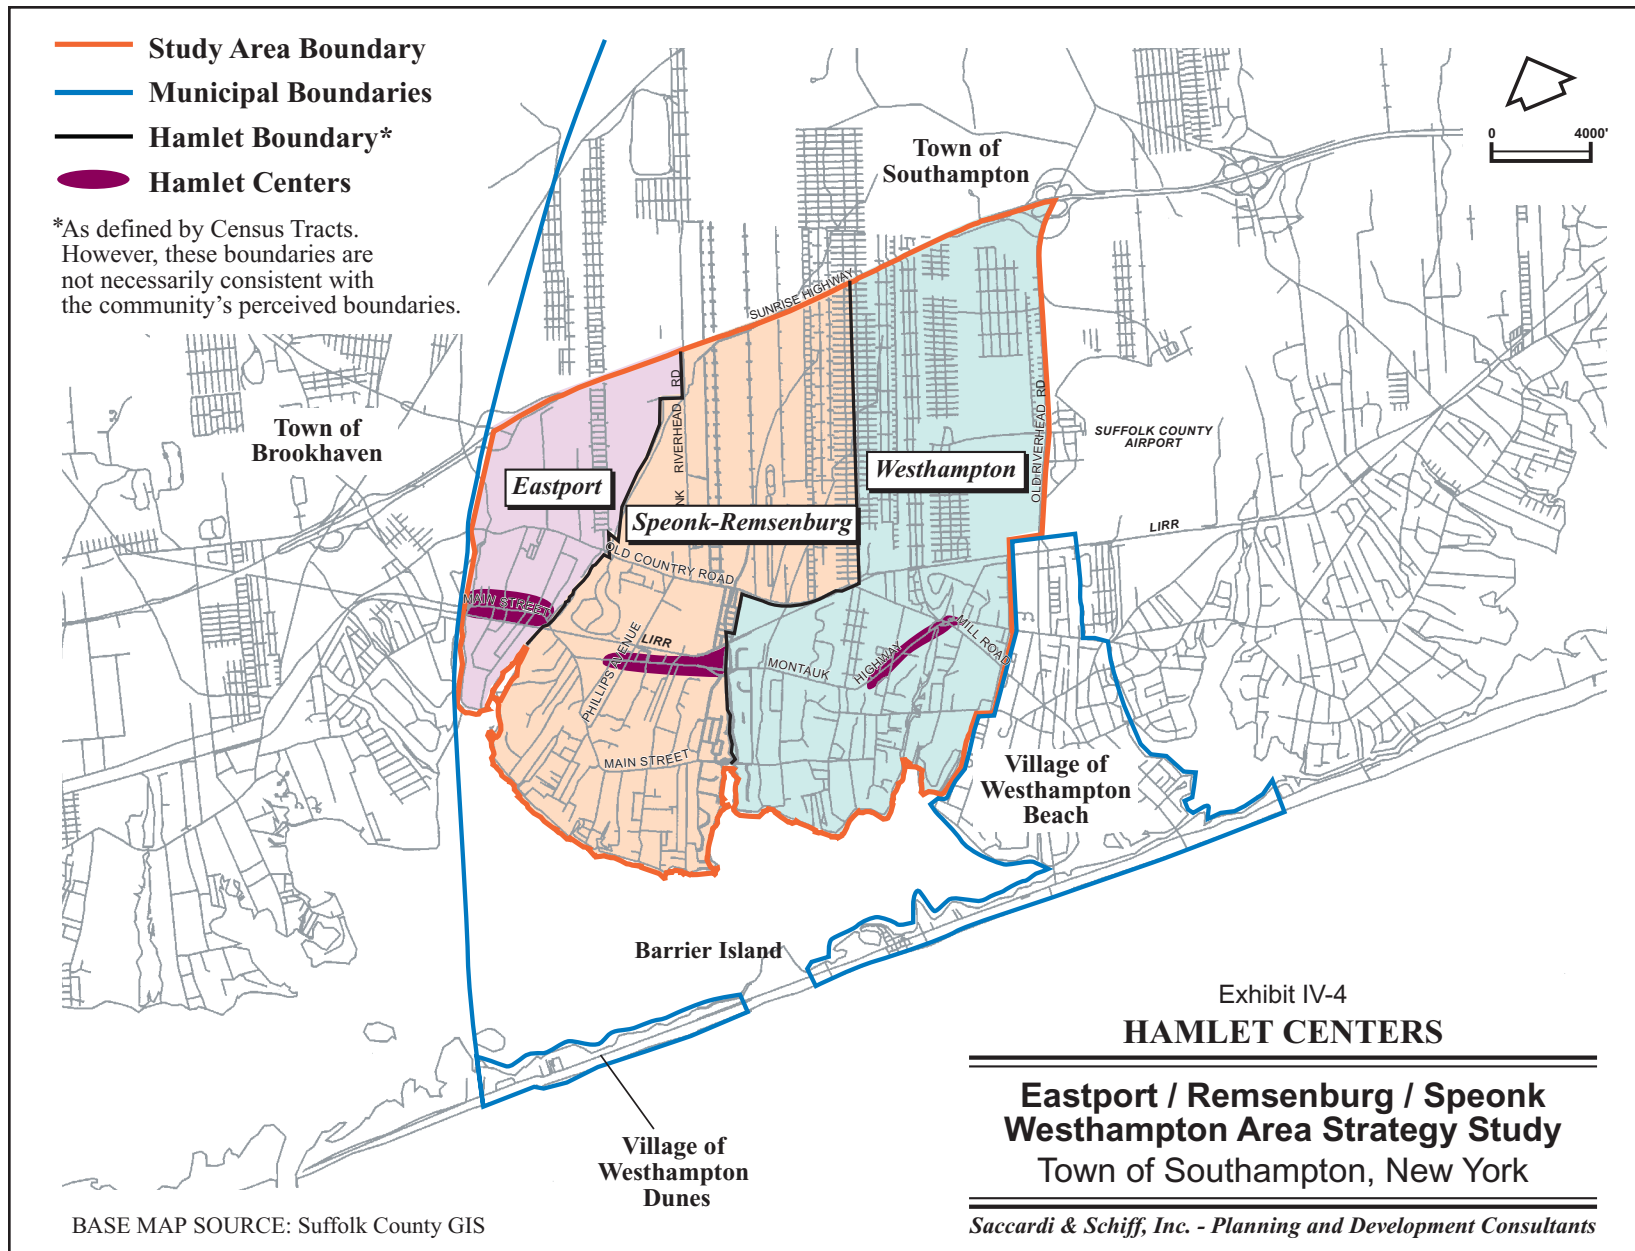 Study Area Boundary
Municipal Boundaries
Hamlet Boundary*
Hamlet Centers
*As defined by Census Tracts.
However, these boundaries are
not necessarily consistent with
the community's perceived boundaries.
0 4000'
Town of
Southampton
SUNRISE HIGHWAY
Town of
Brookhaven
RD
RIVERHEAD
NK
OLD RIVERHEAD RD
SUFFOLK COUNTY
AIRPORT
Eastport
Speonk-Remsenburg
Westhampton
LIRR
OLD COUNTRY ROAD
MAIN STREET
LIRR
PHILLIPS AVENUE
MONTAUK
HIGHWAY
MILL ROAD
MAIN STREET
Village of
Westhampton
Beach
Barrier Island
Village of
Westhampton
Dunes
Exhibit IV-4
HAMLET CENTERS
Eastport / Remsenburg / Speonk
Westhampton Area Strategy Study
Town of Southampton, New York
Saccardi & Schiff, Inc. - Planning and Development Consultants
BASE MAP SOURCE: Suffolk County GIS